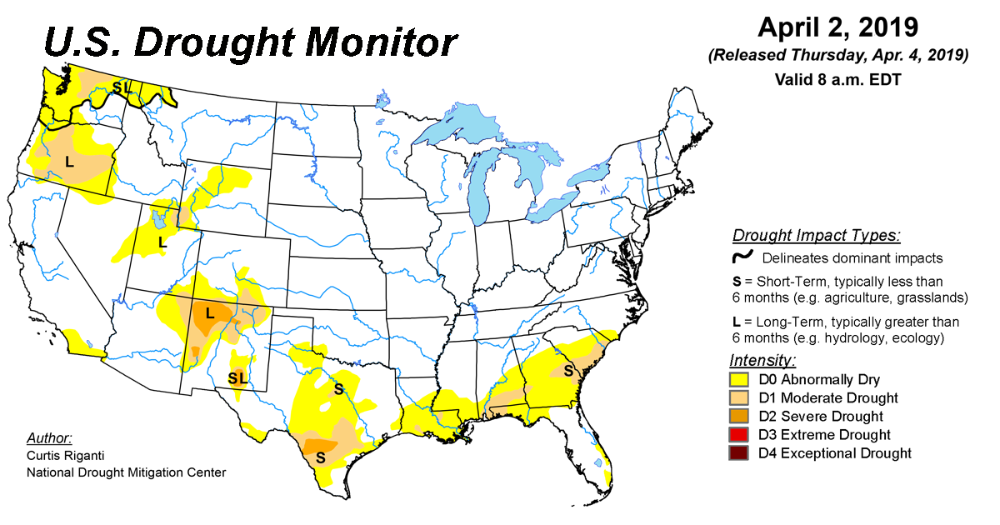 U.S. Drought Monitor
April 2, 2019
(Released Thursday, Apr. 4, 2019)
Valid 8 a.m. EDT
SL
L
L
L
SL
S
S
S
Drought Impact Types:
Delineates dominant impacts
S = Short-Term, typically less than
6 months (e.g. agriculture, grasslands)
L = Long-Term, typically greater than
6 months (e.g. hydrology, ecology)
Intensity:
D0 Abnormally Dry
D1 Moderate Drought
D2 Severe Drought
D3 Extreme Drought
D4 Exceptional Drought
Author:
Curtis Riganti
National Drought Mitigation Center